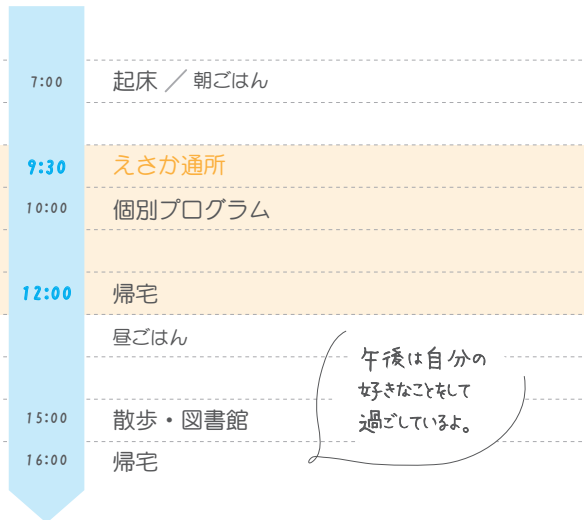 7:00 起床 ／ 朝ごはん
9:30 えさか通所
10:00 個別プログラム
12:00 帰宅
昼ごはん
午後は自分の
好きなことをして
過ごしているよ。
15:00 散歩・図書館
16:00 帰宅